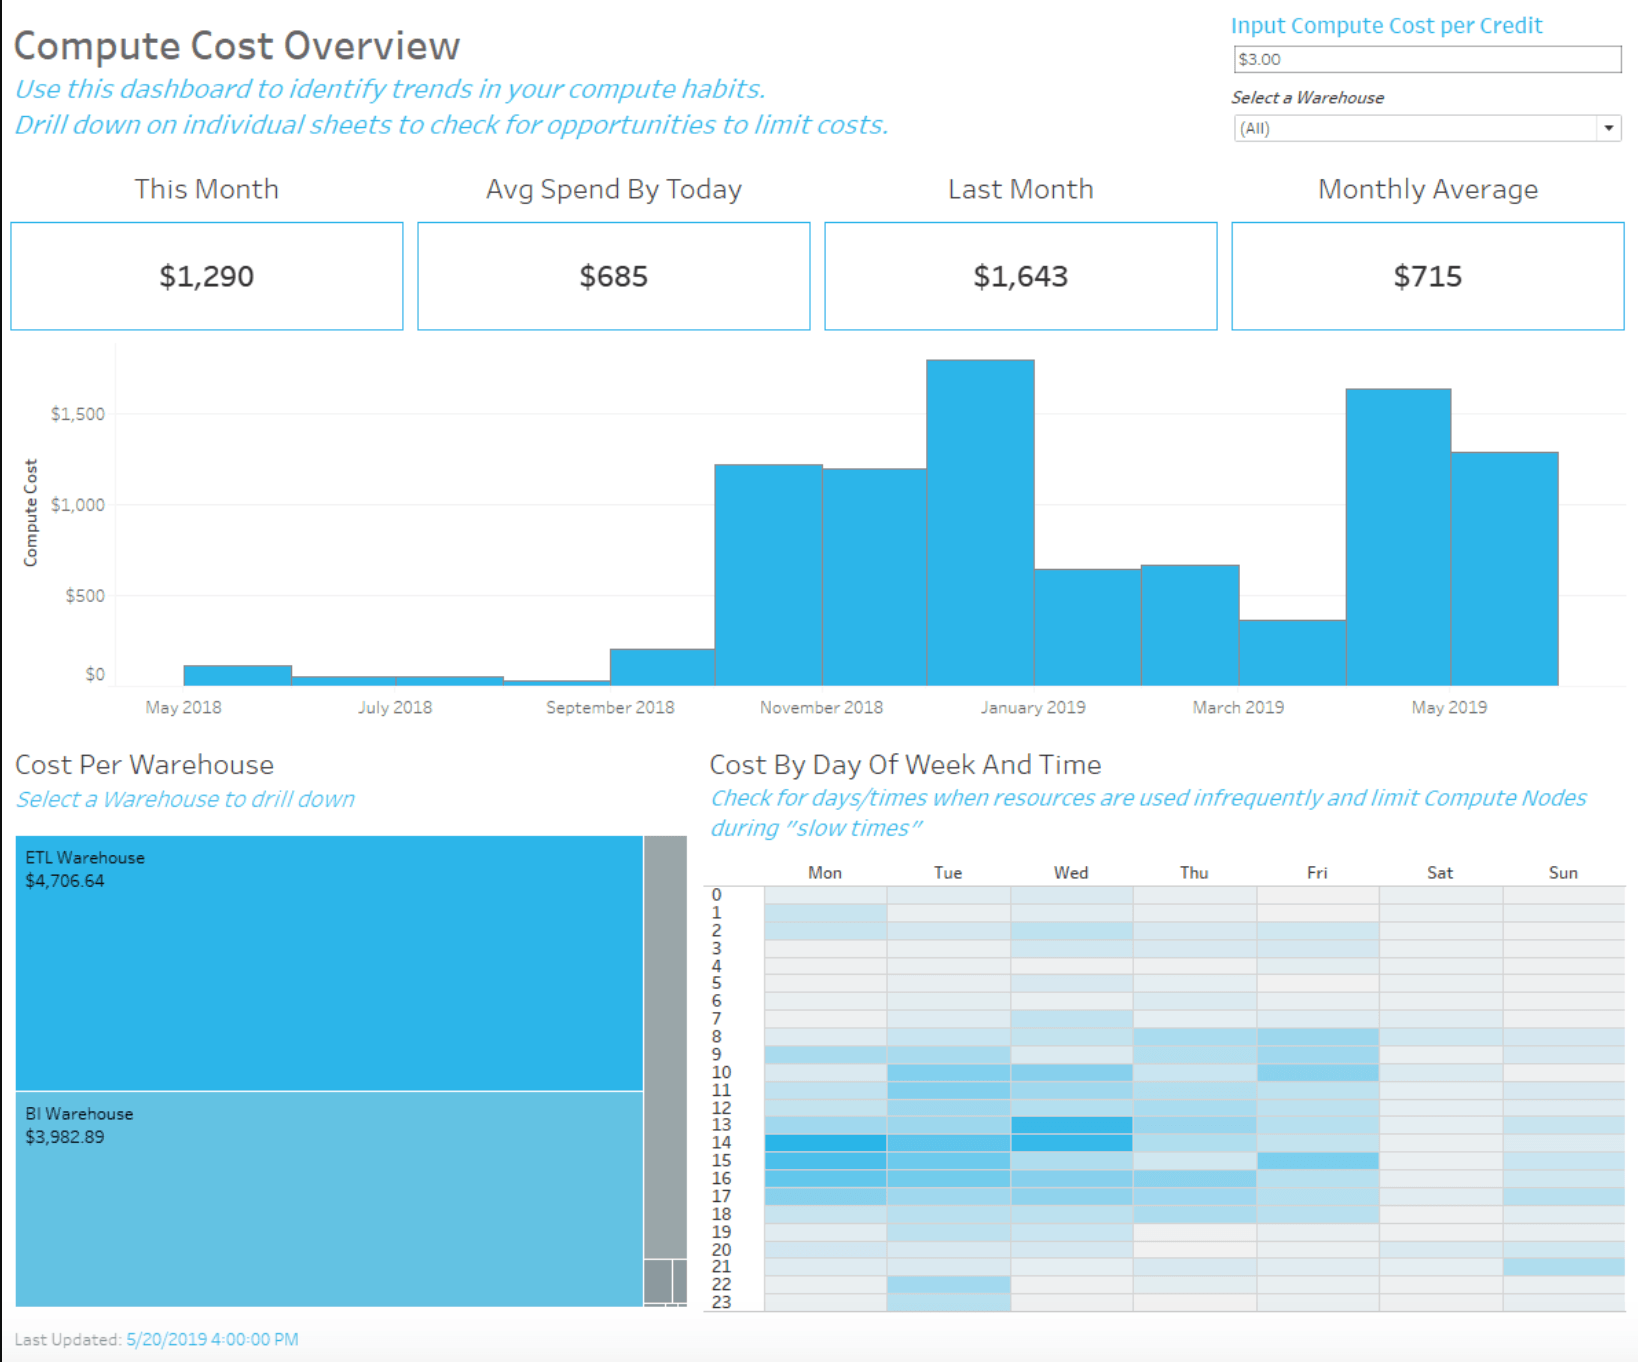 Compute Cost Overview
Use this dashboard to identify trends in your compute habits.
Drill down on individual sheets to check for opportunities to limit costs.
Input Compute Cost per Credit
$3.00
Select a Warehouse
(All)
This Month
Avg Spend By Today
Last Month
Monthly Average
$1,290
$685
$1,643
$715
Compute Cost
$1,500
$1,000
$500
$0
May 2018
July 2018
September 2018
November 2018
January 2019
March 2019
May 2019
Cost Per Warehouse
Select a Warehouse to drill down
ETL Warehouse
$4,706.64
BI Warehouse
$3,982.89
Cost By Day Of Week And Time
Check for days/times when resources are used infrequently and limit Compute Nodes
during "slow times"
Mon Tue Wed Thu Fri Sat Sun
0
1
2
3
4
5
6
7
8
9
10
11
12
13
14
15
16
17
18
19
20
21
22
23
Last Updated: 5/20/2019 4:00:00 PM